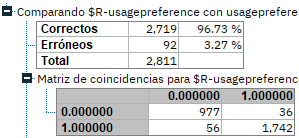 Comparando $R-usagepreference con usageprefere
Correctos 2,719 96.73 %
Erróneos 92 3.27 %
Total 2,811
Matriz de coincidencias para $R-usagepreferenc
0.000000 1.000000
0.000000 977 36
1.000000 56 1,742